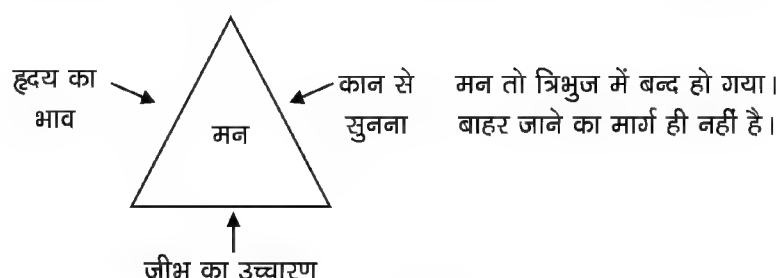 हृदय का
भाव
मन
कान से
सुनना
मन तो त्रिभुज में बन्द हो गया।
बाहर जाने का मार्ग ही नहीं है।
जीभ का उच्चारण